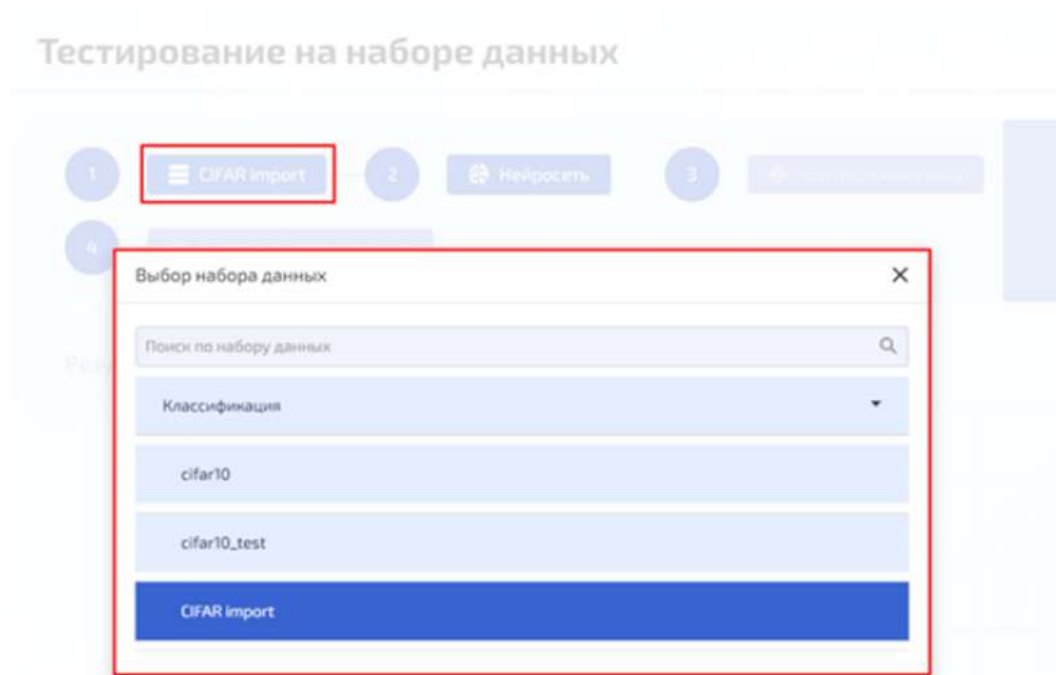 Тестирование на наборе данных
1 CIFAR import 2 Нейросеть 3
4
Выбор набора данных
Поиск по набору данных
Классификация
cifar10
cifar10_test
CIFAR import